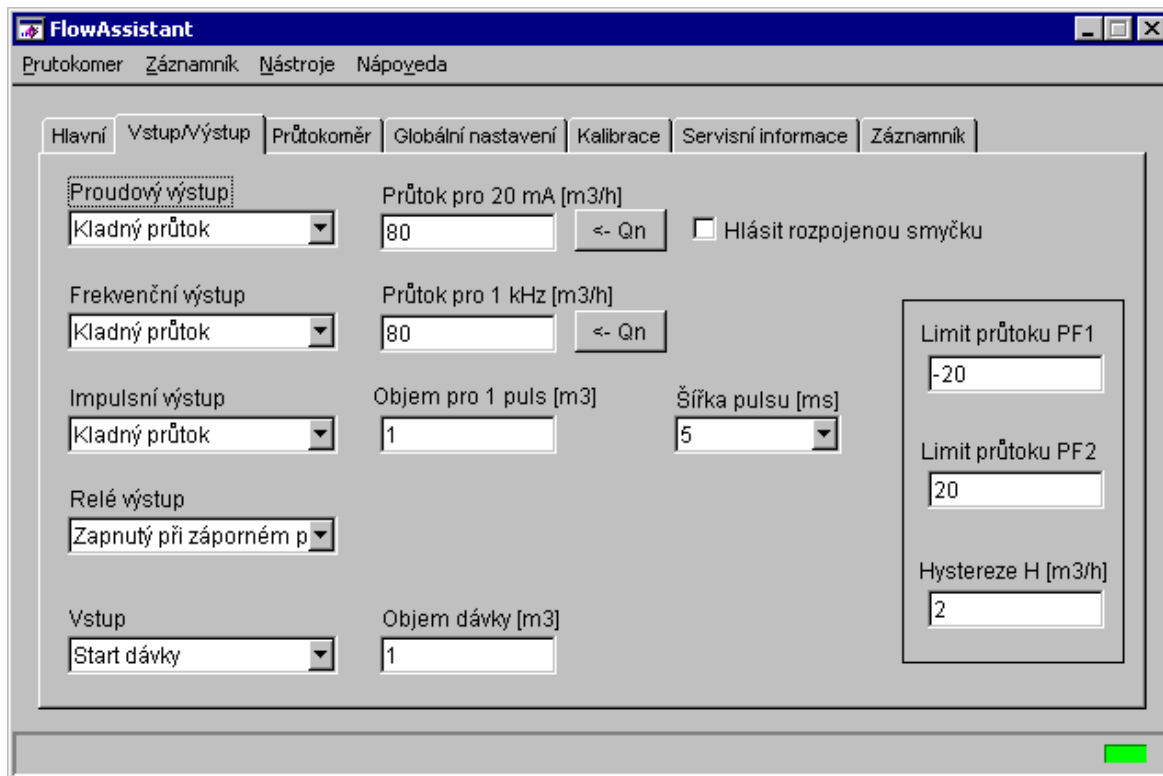 FlowAssistant
Prutokomer Záznamník Nástroje Nápoveda
Hlavní Vstup/Výstup Průtokoměr Globální nastavení Kalibrace Servisní informace Záznamník
Proudový výstup Průtok pro 20 mA [m3/h]
Kladný průtok 80 <- Qn Hlásit rozpojenou smyčku
Frekvenční výstup Průtok pro 1 kHz [m3/h]
Kladný průtok 80 <- Qn
Limit průtoku PF1
-20
Impulsní výstup Objem pro 1 puls [m3] Šířka pulsu [ms]
Kladný průtok 1 5
Limit průtoku PF2
20
Relé výstup
Zapnutý při záporném p
Hystereze H [m3/h]
2
Vstup Objem dávky [m3]
Start dávky 1